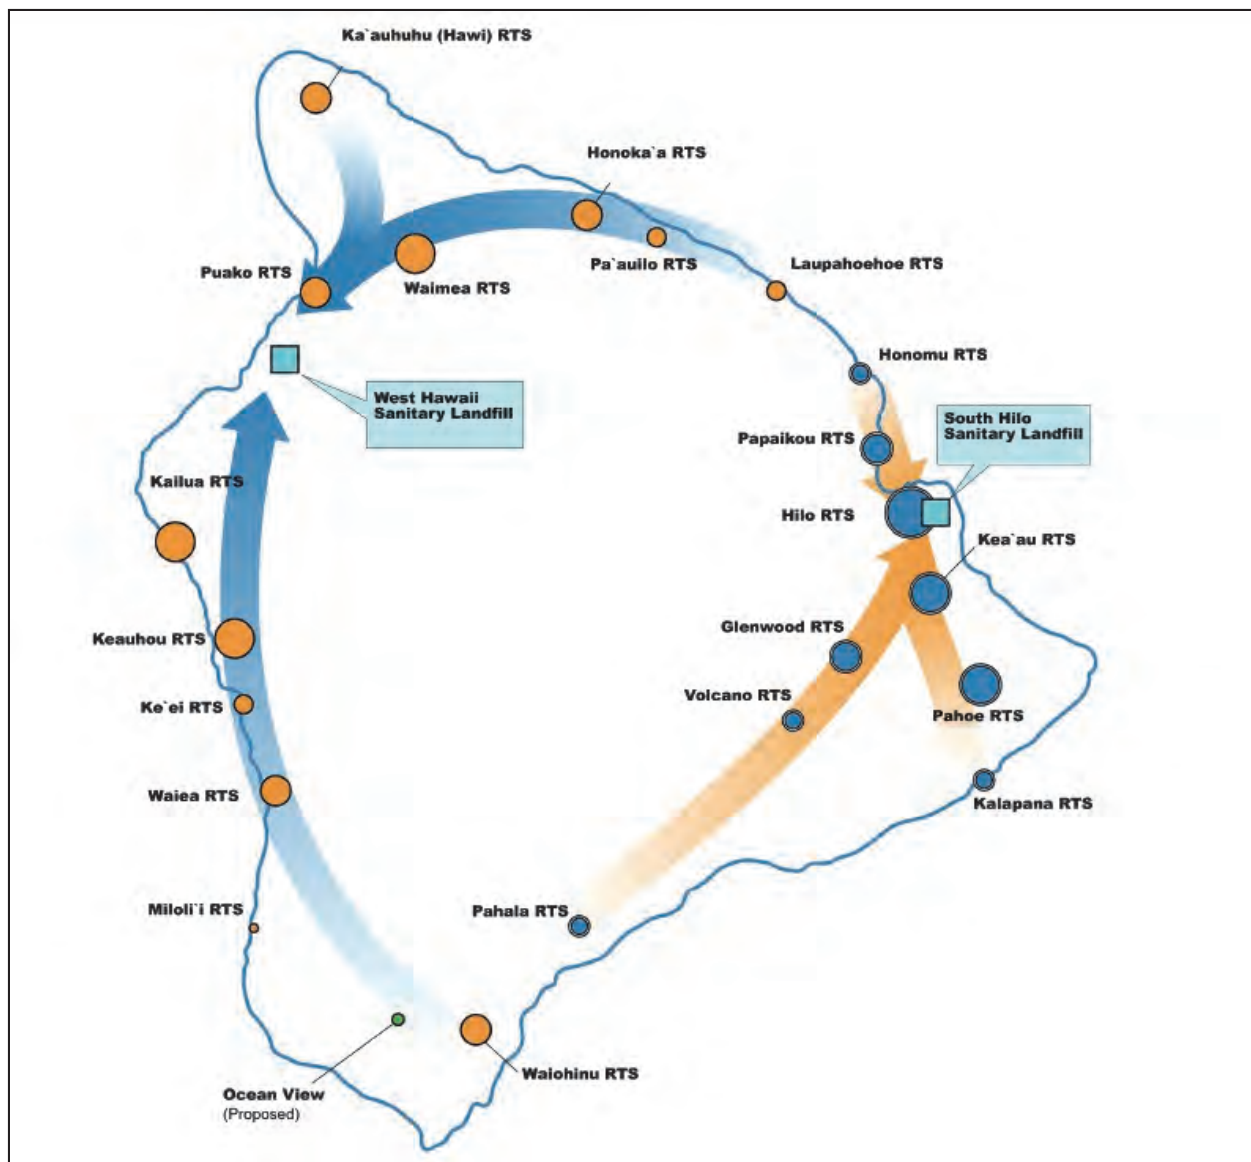 Ka`auhuhu (Hawi) RTS
Honoka`a RTS
Pa`auilo RTS
Laupahoehoe RTS
Puako RTS
Waimea RTS
Honomu RTS
West Hawaii
Sanitary Landfill
South Hilo
Sanitary Landfill
Papaikou RTS
Kailua RTS
Hilo RTS
Kea`au RTS
Keauhou RTS
Glenwood RTS
Ke`ei RTS
Volcano RTS
Pahoe RTS
Waiea RTS
Kalapana RTS
Miloli`i RTS
Pahala RTS
Waiohinu RTS
Ocean View
(Proposed)